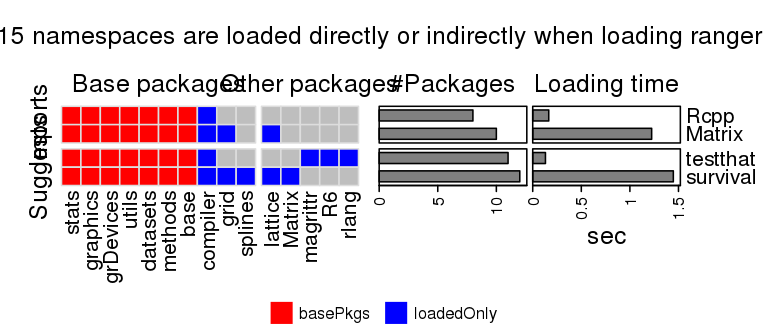 15 namespaces are loaded directly or indirectly when loading ranger
Base packages
Other packages
#Packages
Loading time
Imports
Suggests
Rcpp
Matrix
testthat
survival
stats
graphics
grDevices
utils
datasets
methods
base
compiler
grid
splines
lattice
Matrix
magrittr
R6
rlang
0
5
10
0
0.5
1
1.5
sec
basePkgs
loadedOnly